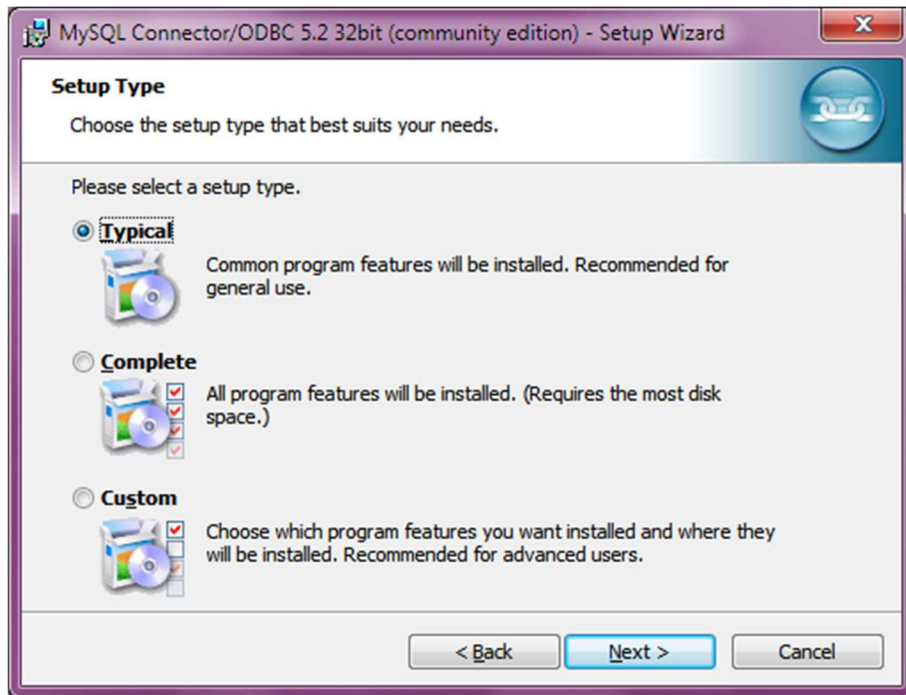 MySQL Connector/ODBC 5.2 32bit (community edition) - Setup Wizard
Setup Type
Choose the setup type that best suits your needs.
Please select a setup type.
Typical
Common program features will be installed. Recommended for
general use.
Complete
All program features will be installed. (Requires the most disk
space.)
Custom
Choose which program features you want installed and where they
will be installed. Recommended for advanced users.
< Back
Next >
Cancel